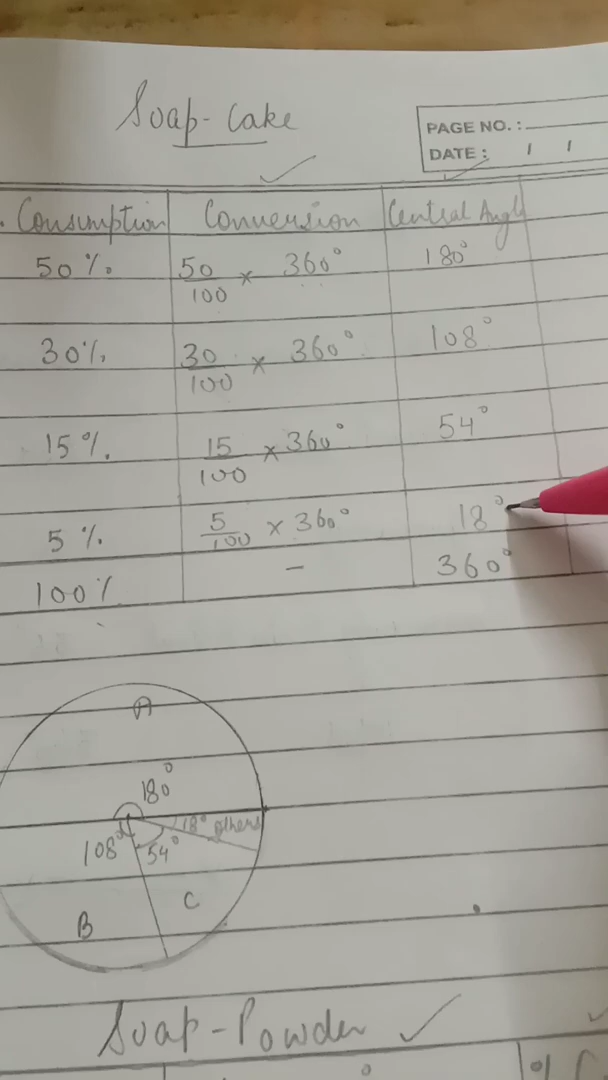 Soap-Cake
PAGE NO. :
DATE : / /
. Consumption Conversion Central Angle
50 %. 50/100 × 360° 180°
30%. 30/100 × 360° 108°
15 %. 15/100 × 360° 54°
5 %. 5/100 × 360° 18°
100% - 360°
A
180°
18° others
108° 54°
C
B
Soap-Powder